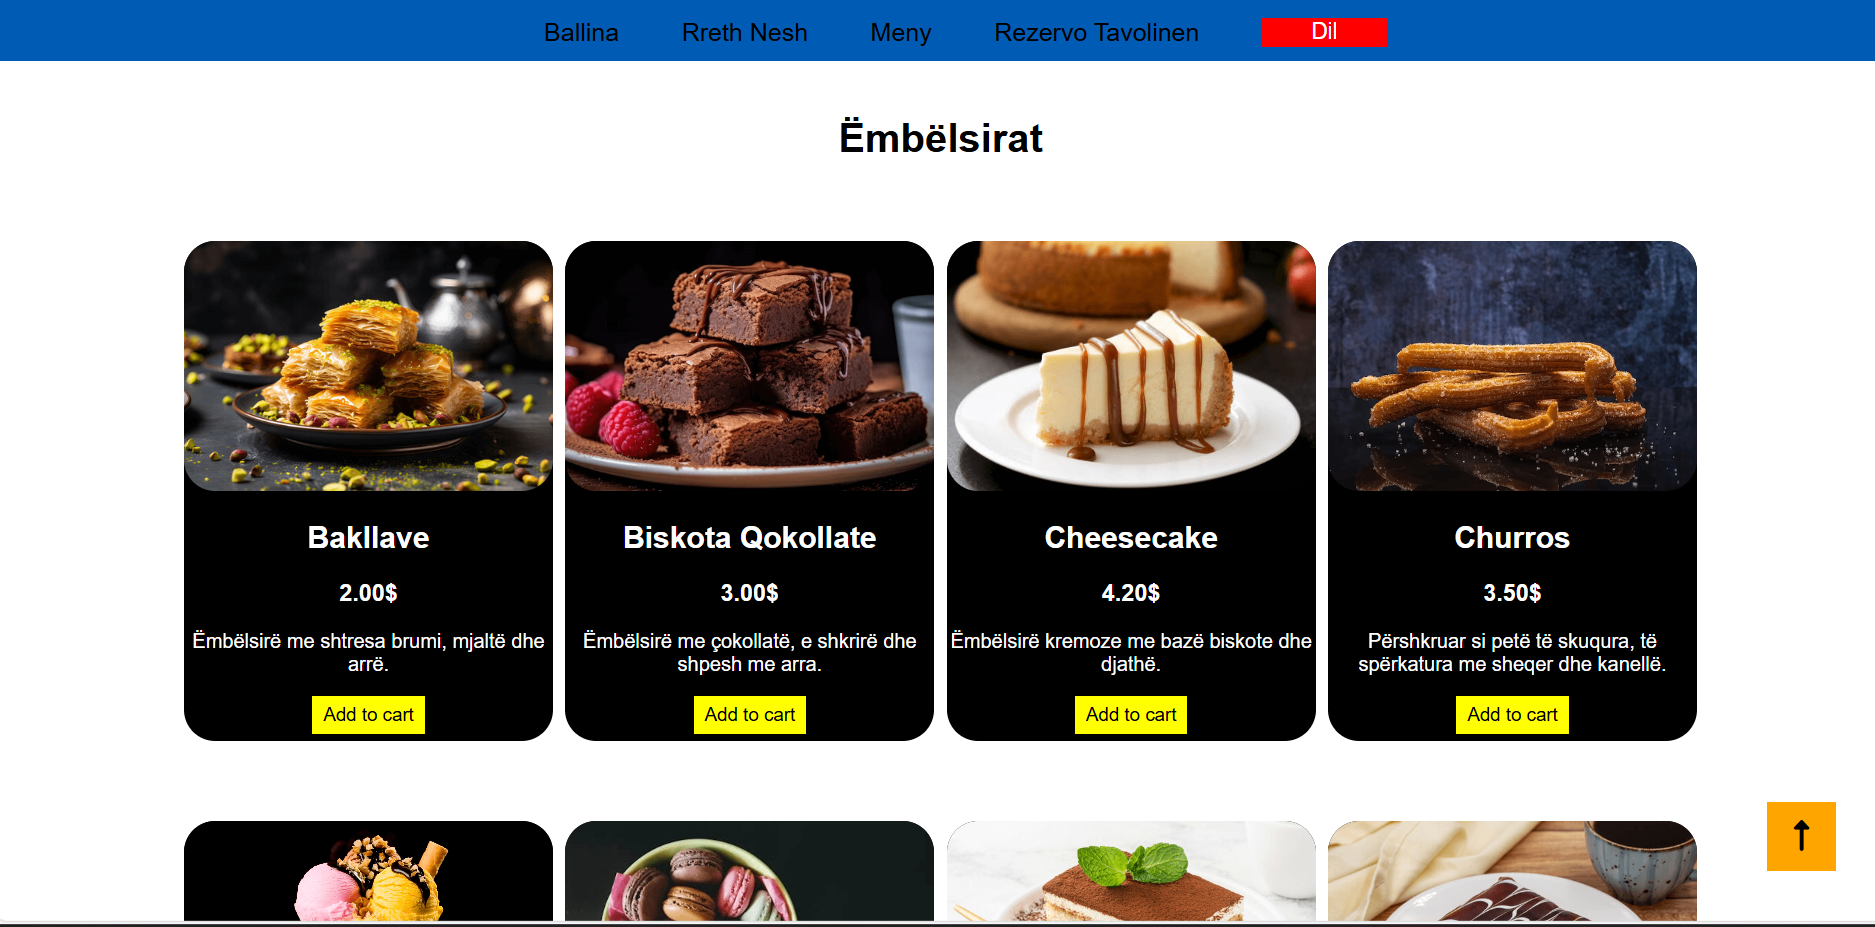 Ballina
Rreth Nesh
Meny
Rezervo Tavolinen
Dil
Ëmbëlsirat
Bakllave
2.00$
Ëmbëlsirë me shtresa brumi, mjaltë dhe
arrë.
Add to cart
Biskota Qokollate
3.00$
Ëmbëlsirë me çokollatë, e shkrirë dhe
shpesh me arra.
Add to cart
Cheesecake
4.20$
Ëmbëlsirë kremoze me bazë biskote dhe
djathë.
Add to cart
Churros
3.50$
Përshkruar si petë të skuqura, të
spërkatura me sheqer dhe kanellë.
Add to cart